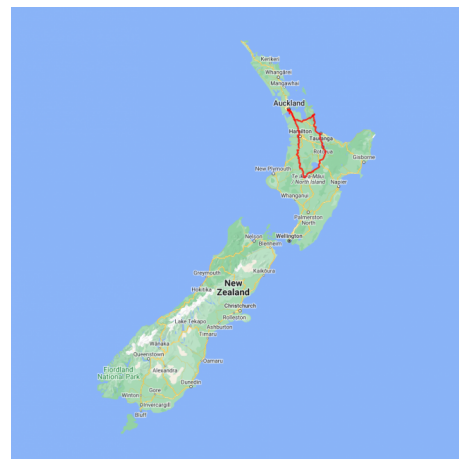 Kerikeri
Whangārei
Mangawhai
Auckland
Hamilton
Tauranga
Rotorua
Gisborne
New Plymouth
North Island
Napier
Whanganui
Palmerston
North
Nelson
Wellington
Blenheim
Greymouth
Kaikōura
New
Zealand
Hokitika
Christchurch
Rolleston
Lake Tekapo
Ashburton
Timaru
Wānaka
Queenstown
Oamaru
Fiordland
National Park
Alexandra
Dunedin
Gore
Winton
Invercargill
Bluff